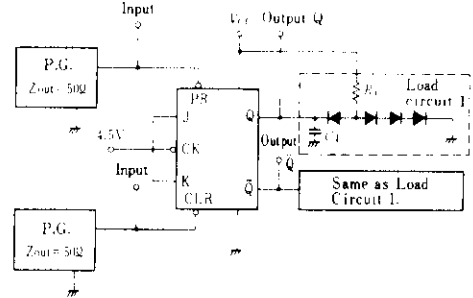 Input
VCC
Output Q
P.G.
Zout = 50Ω
PR
RL
Load
circuit 1
J
Q
CL
4.5V
CK
Output
Q̅
Input
K
Q̅
CLR
Same as Load
Circuit 1.
P.G.
Zout = 50Ω